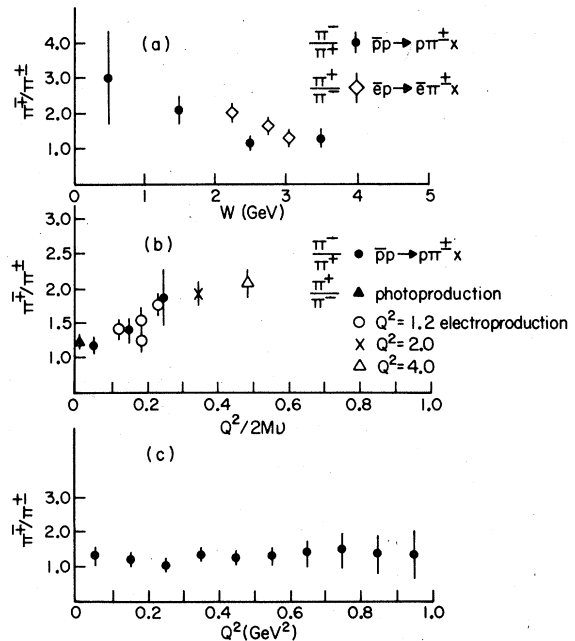 (a)
4.0
3.0
2.0
1.0
π∓/π±
0 1 2 3 4 5
W (GeV)
π⁻/π⁺ ● p̄p→pπ±x
π⁺/π⁻ ◇ ēp→ēπ±x
(b)
3.0
2.5
2.0
1.5
1.0
π∓/π±
0 0.2 0.4 0.6 0.8 1.0
Q²/2Mυ
π⁻/π⁺ ● p̄p→pπ±x
π⁺/π⁻ ▲ photoproduction
○ Q²=1.2 electroproduction
× Q²=2.0
△ Q²=4.0
(c)
3.0
2.0
1.0
π∓/π±
0 0.2 0.4 0.6 0.8 1.0
Q² (GeV²)